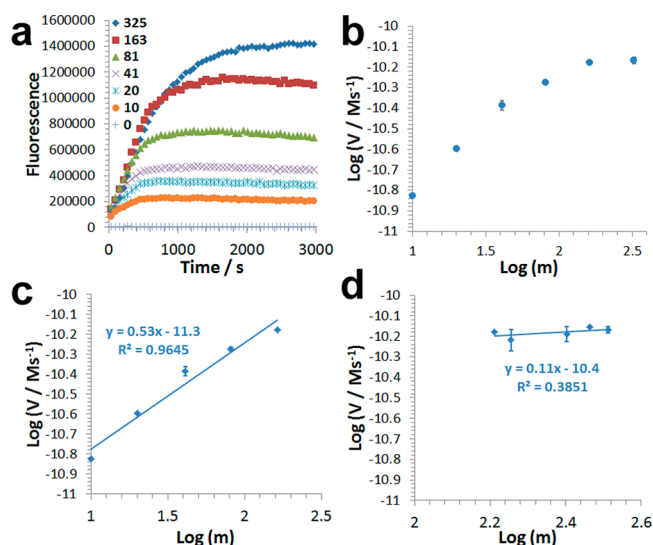 a
1600000
1400000
1200000
1000000
800000
600000
400000
200000
0
Fluorescence
325
163
81
41
20
10
0
0 1000 2000 3000
Time / s
b
-10
-10.1
-10.2
-10.3
-10.4
-10.5
-10.6
-10.7
-10.8
-10.9
-11
Log (V / Ms⁻¹)
1 1.5 2 2.5
Log (m)
c
-10
-10.1
-10.2
-10.3
-10.4
-10.5
-10.6
-10.7
-10.8
-10.9
-11
Log (V / Ms⁻¹)
y = 0.53x - 11.3
R² = 0.9645
1 1.5 2 2.5
Log (m)
d
-10
-10.1
-10.2
-10.3
-10.4
-10.5
-10.6
-10.7
-10.8
-10.9
-11
Log (V / Ms⁻¹)
y = 0.11x - 10.4
R² = 0.3851
2 2.2 2.4 2.6
Log (m)